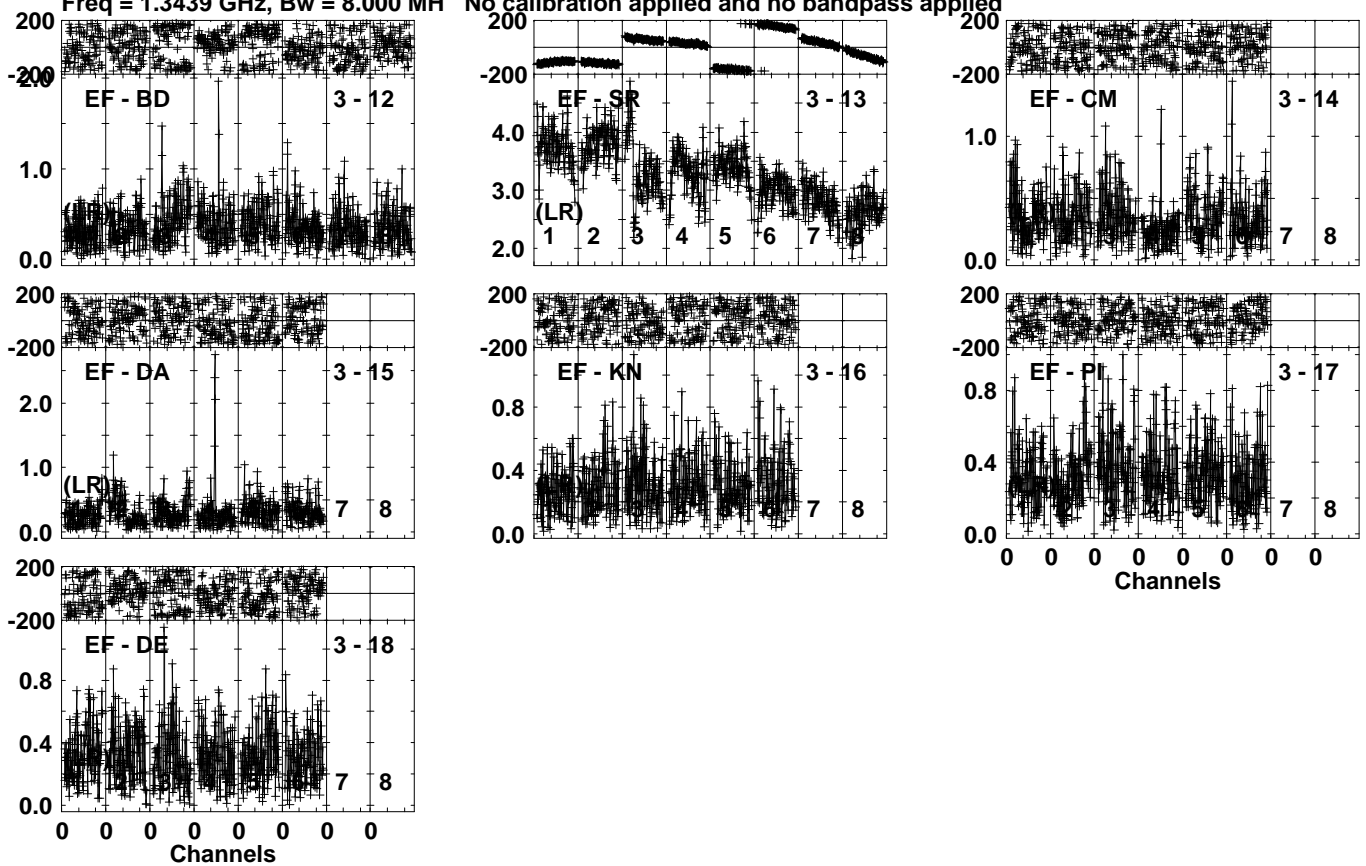 Freq = 1.3439 GHz, Bw = 8.000 MH No calibration applied and no bandpass applied
200
-200
EF - BD 3 - 12
2.0
1.0
0.0
200
-200
EF - SR 3 - 13
4.0
3.0
2.0
(LR)
1 2 3 4 5 6 7 8
200
-200
EF - CM 3 - 14
1.0
0.0
7 8
200
-200
EF - DA 3 - 15
2.0
1.0
0.0
(LR)
7 8
200
-200
EF - KN 3 - 16
0.8
0.4
0.0
7 8
200
-200
EF - PI 3 - 17
0.8
0.4
0.0
7 8
0 0 0 0 0 0 0 0
Channels
200
-200
EF - DE 3 - 18
0.8
0.4
0.0
7 8
0 0 0 0 0 0 0 0
Channels